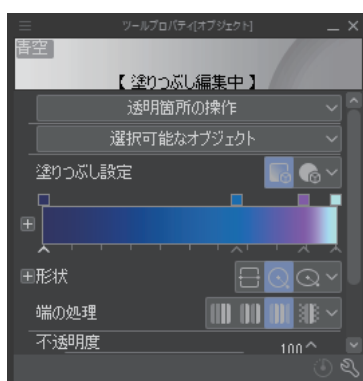 ツールプロパティ[オブジェクト]
青空
【 塗りつぶし編集中 】
透明箇所の操作
選択可能なオブジェクト
塗りつぶし設定
形状
端の処理
不透明度
100